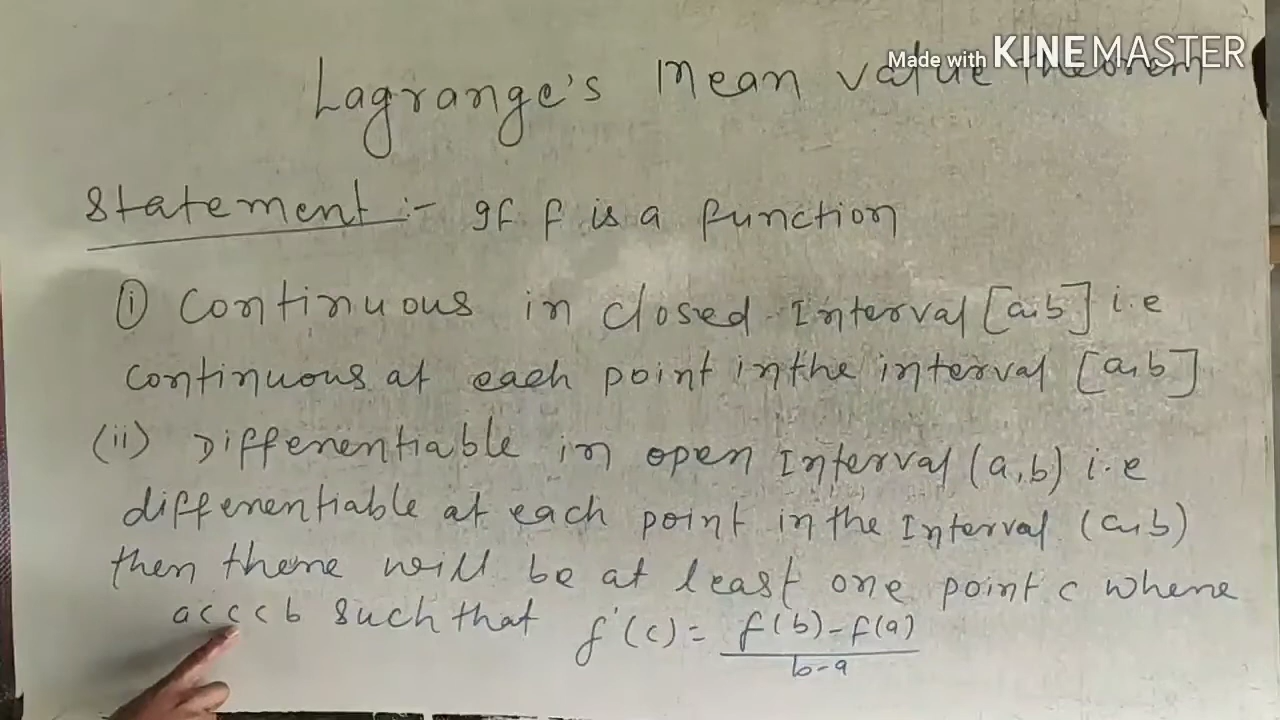 Made with KINEMASTER
Lagrange's Mean value Theorem
Statement :- If f is a function
(i) Continuous in closed Interval [a,b] i.e
continuous at each point in the interval [a,b]
(ii) Differentiable in open Interval (a,b) i.e
differentiable at each point in the Interval (a,b)
then there will be at least one point c where
a<c<b such that f'(c) = f(b)-f(a)
b-a